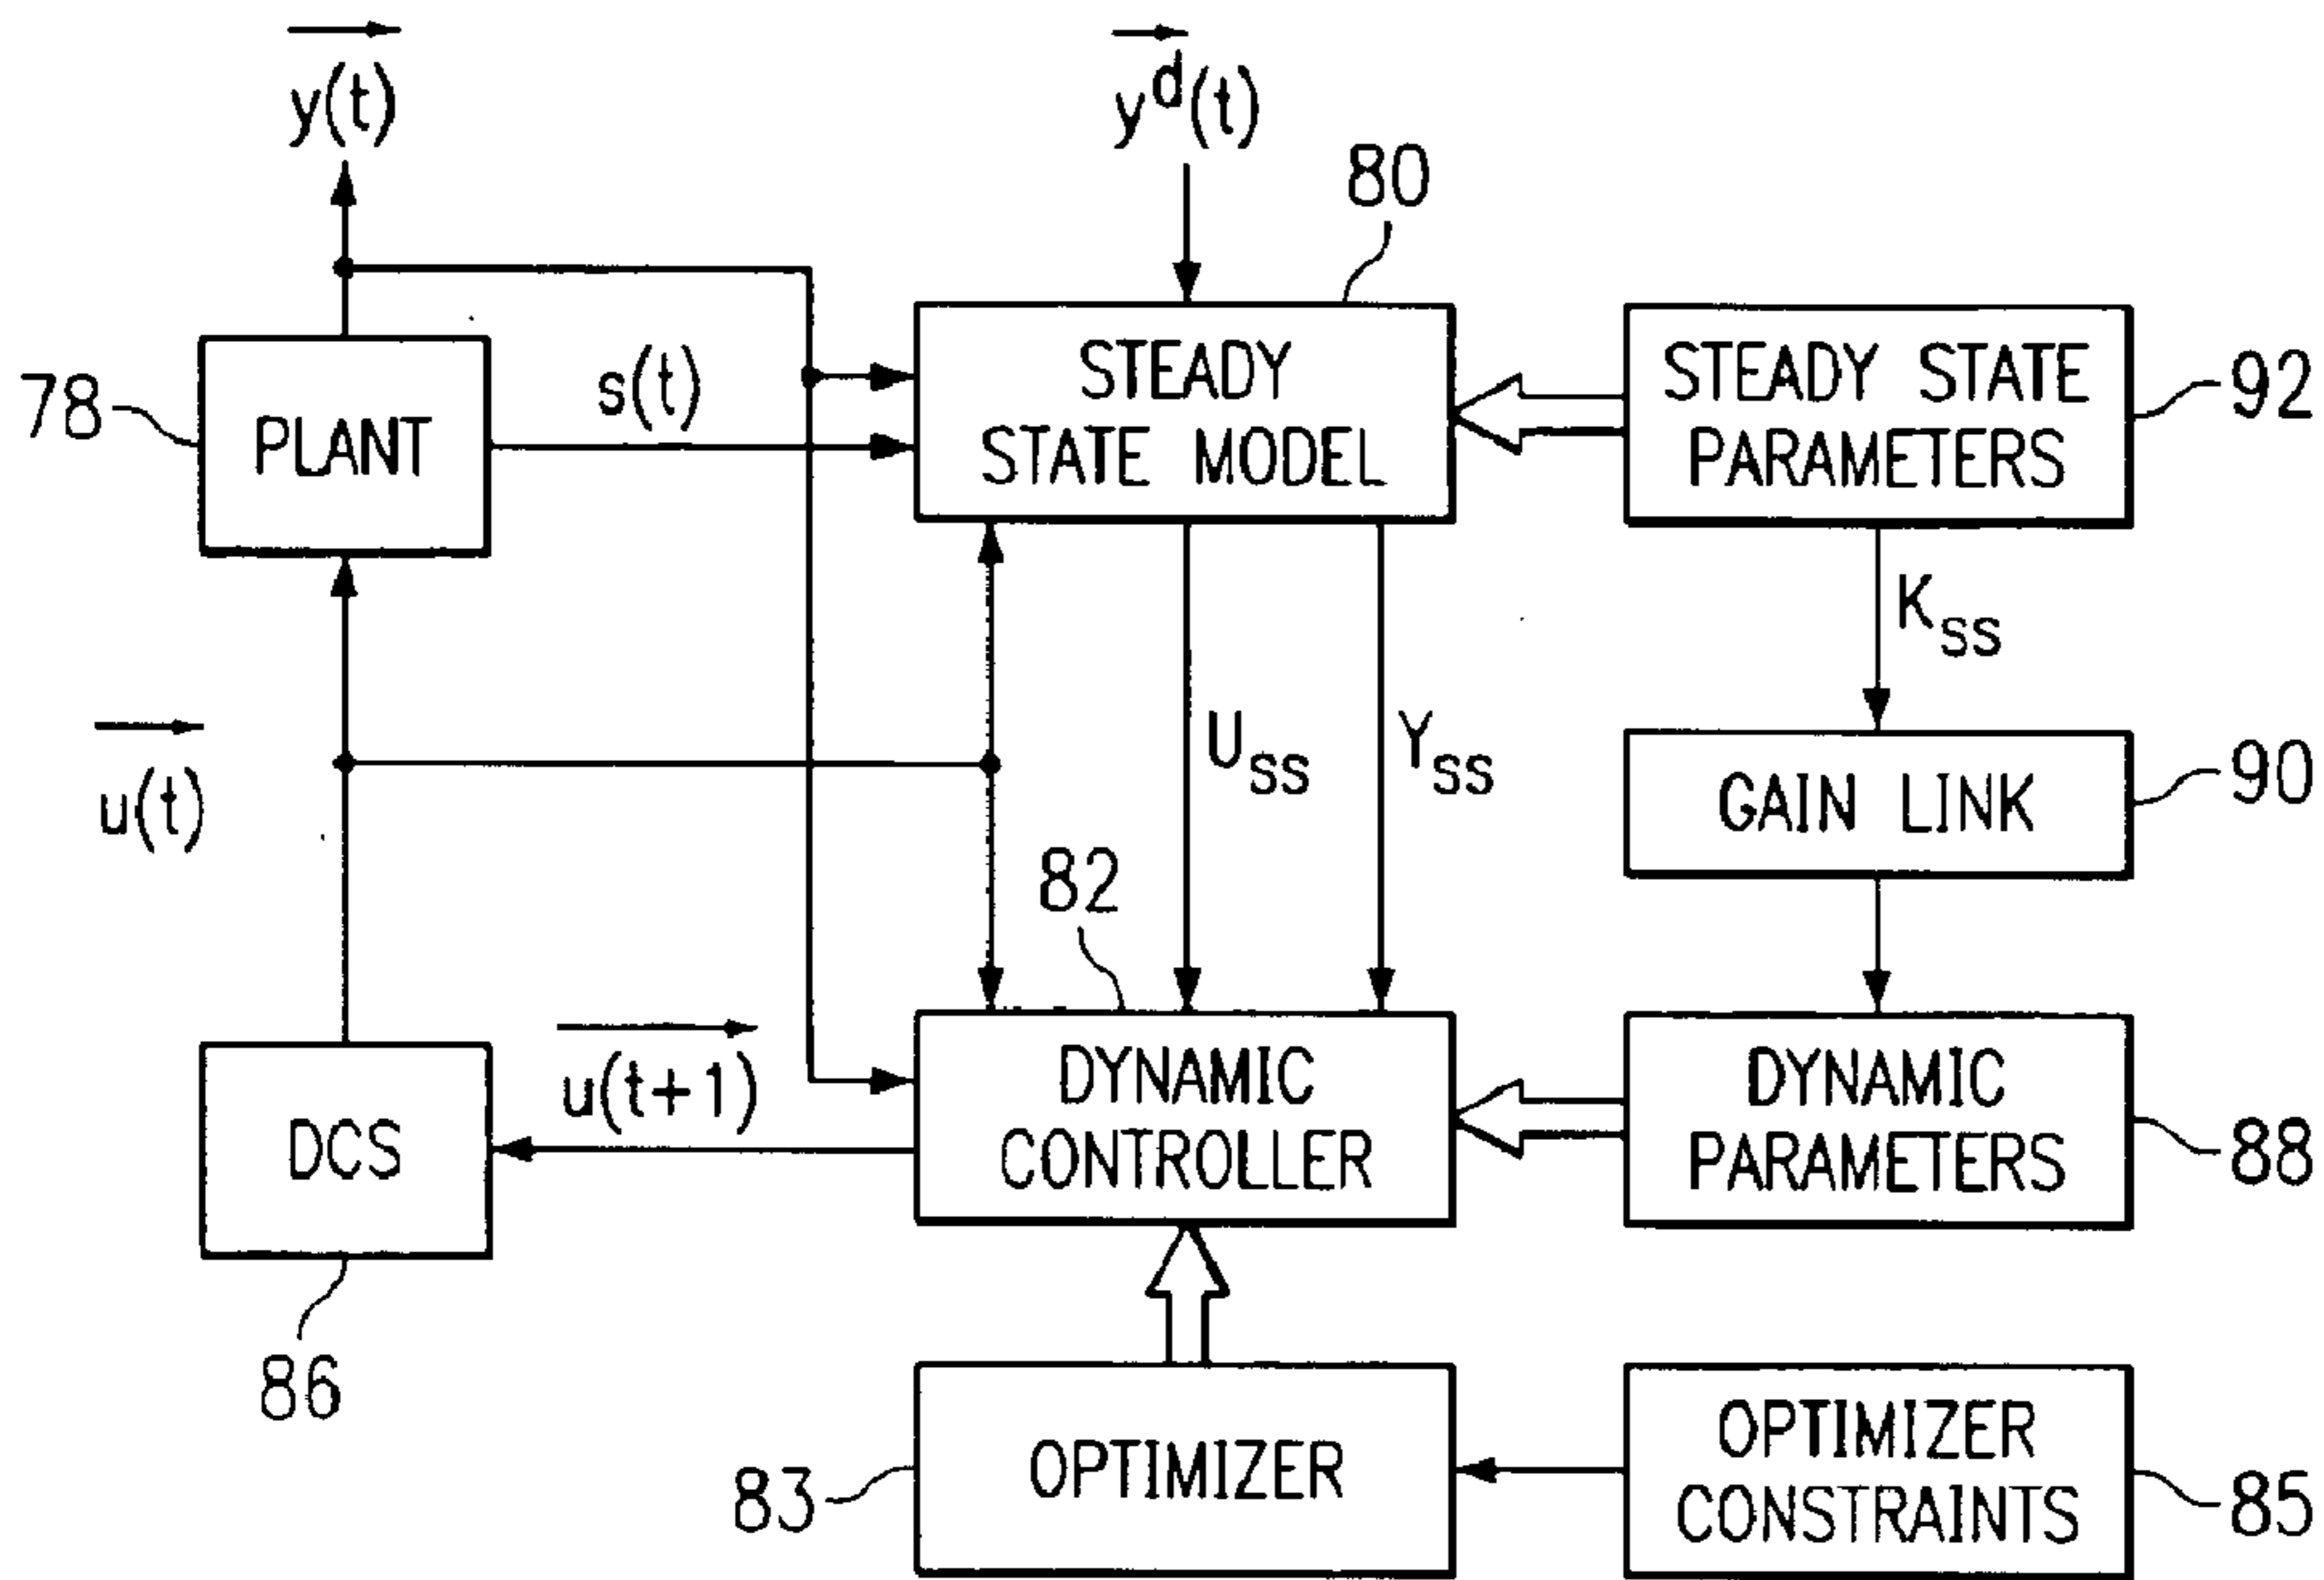 y(t)
y^d(t)
80
STEADY
STATE MODEL
STEADY STATE
PARAMETERS
92
78
PLANT
s(t)
K_SS
U_SS
Y_SS
u(t)
GAIN LINK
90
82
u(t+1)
DCS
86
DYNAMIC
CONTROLLER
DYNAMIC
PARAMETERS
88
83
OPTIMIZER
OPTIMIZER
CONSTRAINTS
85